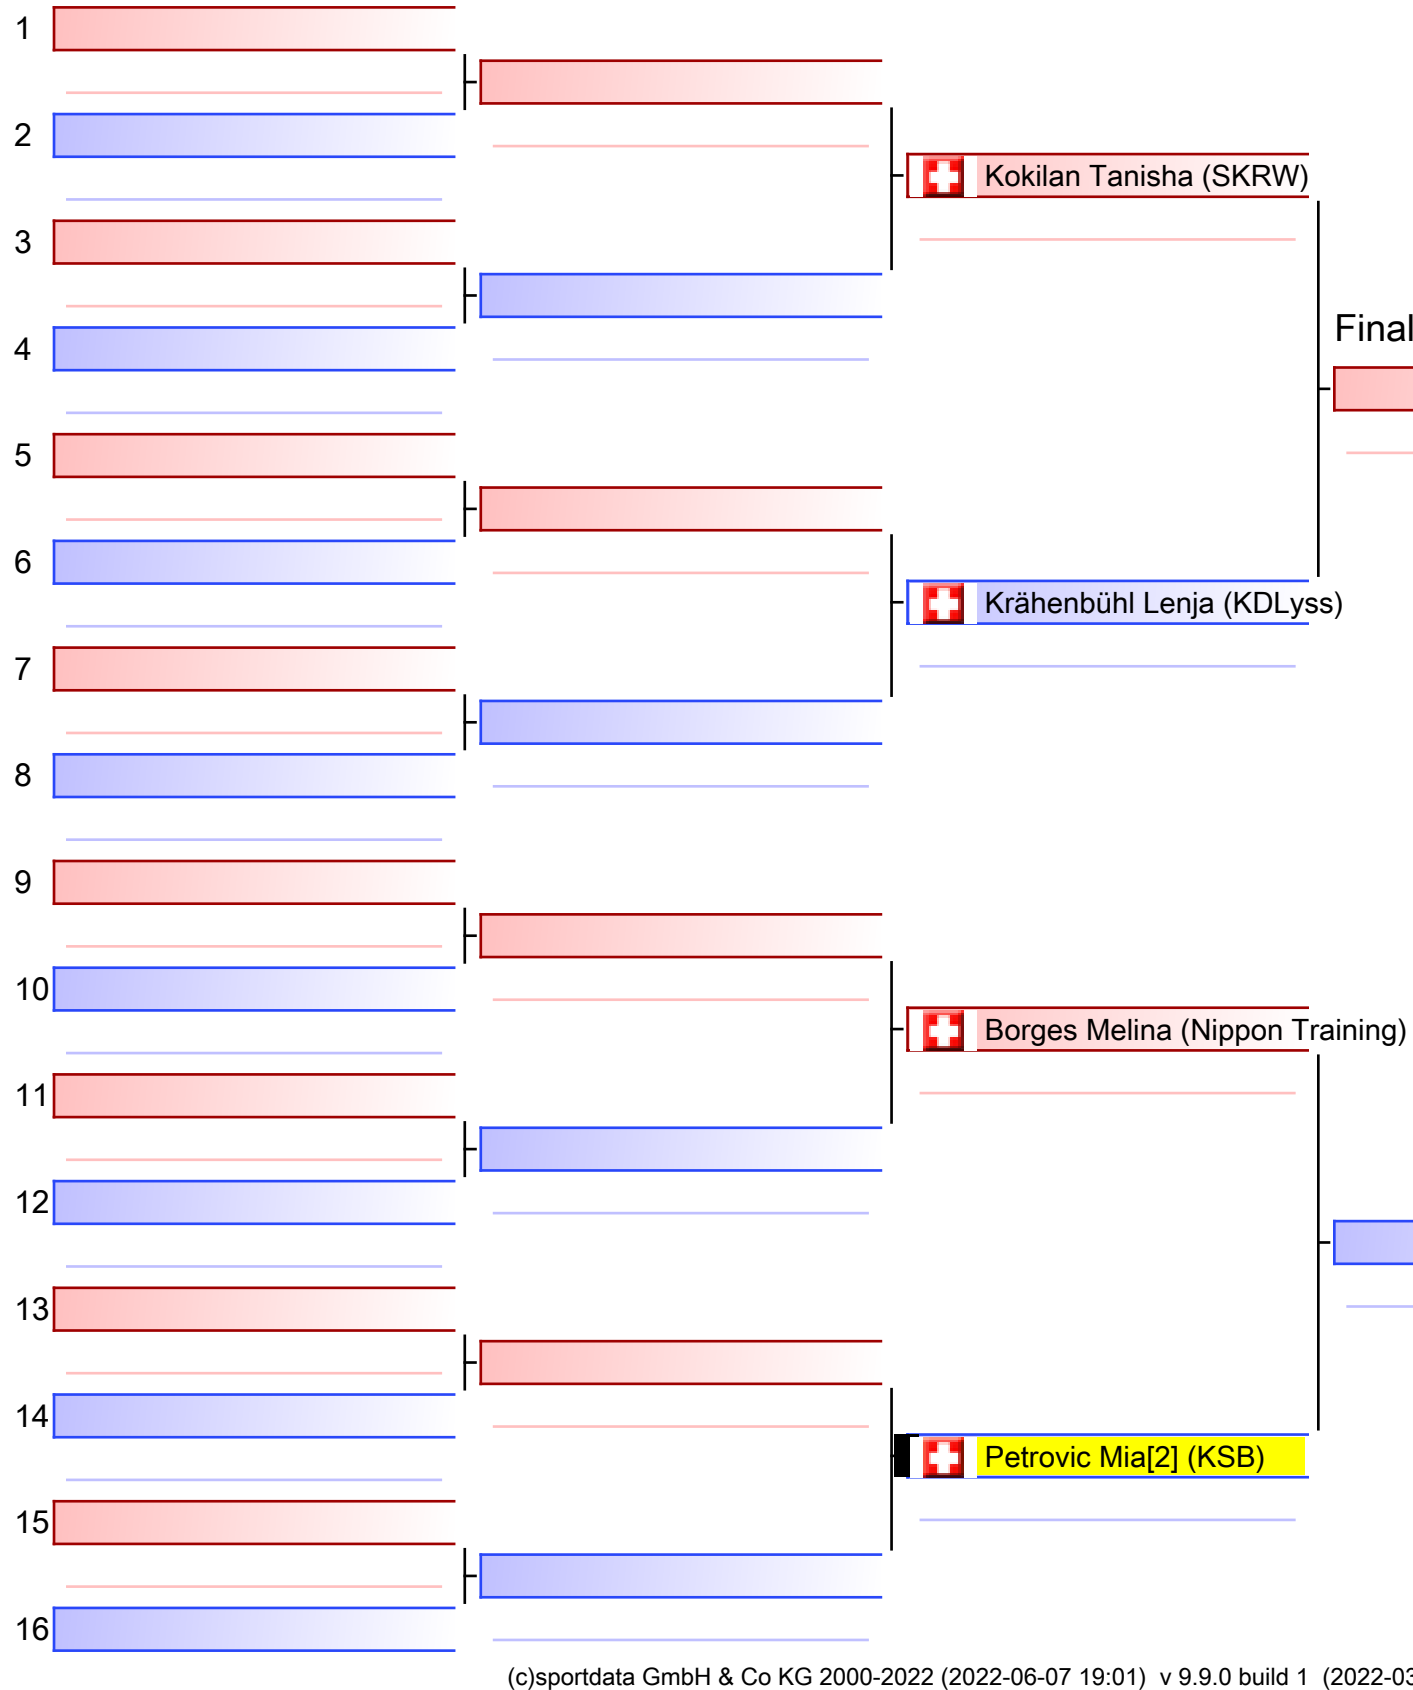 1
2
Kokilan Tanisha (SKRW)
3
Final
4
5
6
Krähenbühl Lenja (KDLyss)
7
8
9
10
Borges Melina (Nippon Training)
11
12
13
14
Petrovic Mia[2] (KSB)
15
16
(c)sportdata GmbH & Co KG 2000-2022 (2022-06-07 19:01) v 9.9.0 build 1 (2022-03